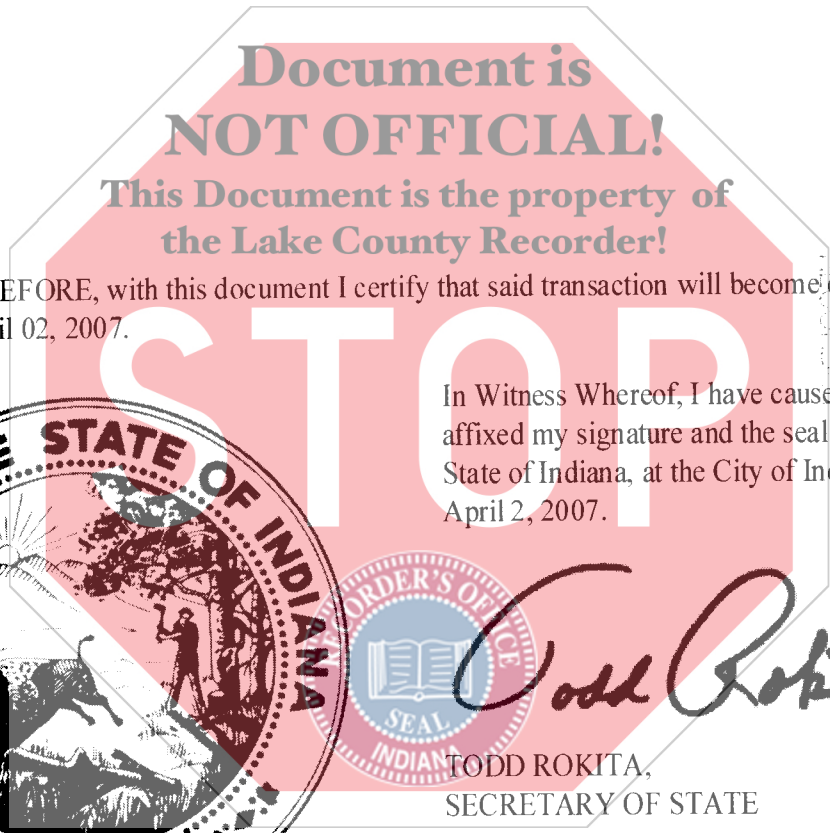 Document is
NOT OFFICIAL!
This Document is the property of
the Lake County Recorder!
EFORE, with this document I certify that said transaction will become
il 02, 2007.
STOP
In Witness Whereof, I have cause
affixed my signature and the seal
State of Indiana, at the City of Ind
April 2, 2007.
E STATE OF INDIANA
RECORDER'S OFFICE
SEAL
INDIANA
Todd Roki
TODD ROKITA,
SECRETARY OF STATE